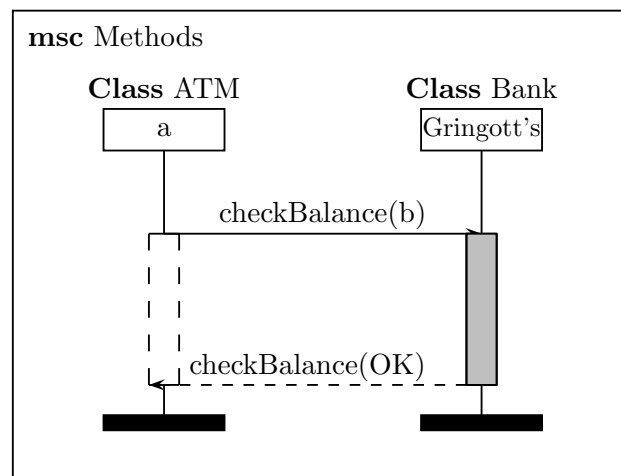 msc Methods
Class ATM
Class Bank
a
Gringott's
checkBalance(b)
checkBalance(OK)